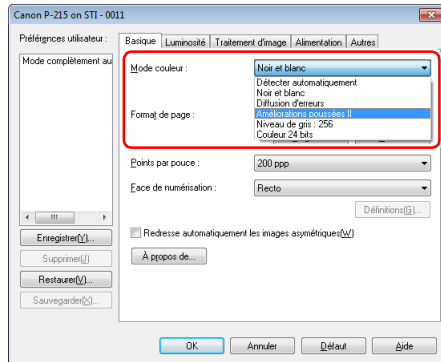 Canon P-215 on STI - 0011
Préférences utilisateur :
Mode complètement au
Enregistrer(Y)...
Supprimer(J)
Restaurer(V)...
Sauvegarder(X)...
Basique Luminosité Traitement d'image Alimentation Autres
Mode couleur : Noir et blanc
Détecter automatiquement
Noir et blanc
Diffusion d'erreurs
Améliorations poussées II
Niveau de gris : 256
Couleur 24 bits
Format de page :
Points par pouce : 200 ppp
Face de numérisation : Recto
Définitions(G)...
Redresse automatiquement les images asymétriques(W)
À propos de...
OK Annuler Défaut Aide